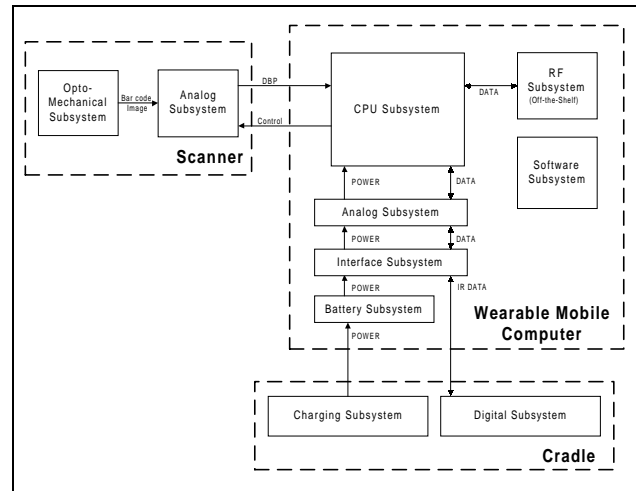 Opto-
Mechanical
Subsystem
Bar code
Image
Analog
Subsystem
DBP
Control
Scanner
CPU Subsystem
DATA
RF
Subsystem
(Off-the-Shelf)
Software
Subsystem
POWER
DATA
Analog Subsystem
POWER
DATA
Interface Subsystem
POWER
IR DATA
Battery Subsystem
Wearable Mobile
Computer
POWER
Charging Subsystem
Digital Subsystem
Cradle